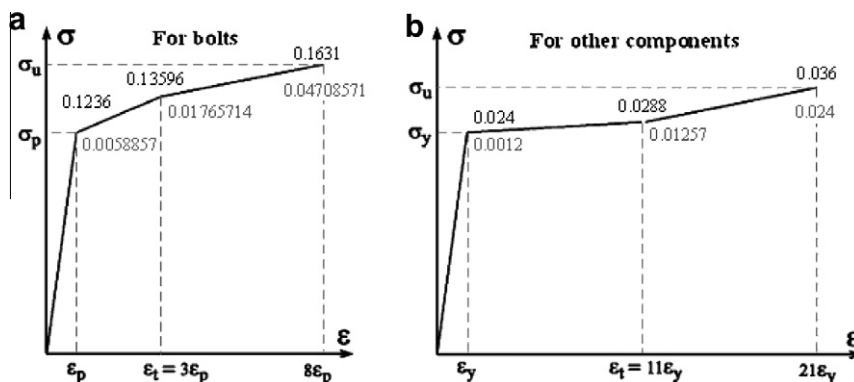 a
σ
For bolts
σu
0.1631
0.13596
0.04708571
0.1236
0.01765714
σp
0.0058857
ε
εp
εt = 3εp
8εp
b
σ
For other components
σu
0.036
0.0288
0.024
0.024
0.01257
σy
0.0012
ε
εy
εt = 11εy
21εy